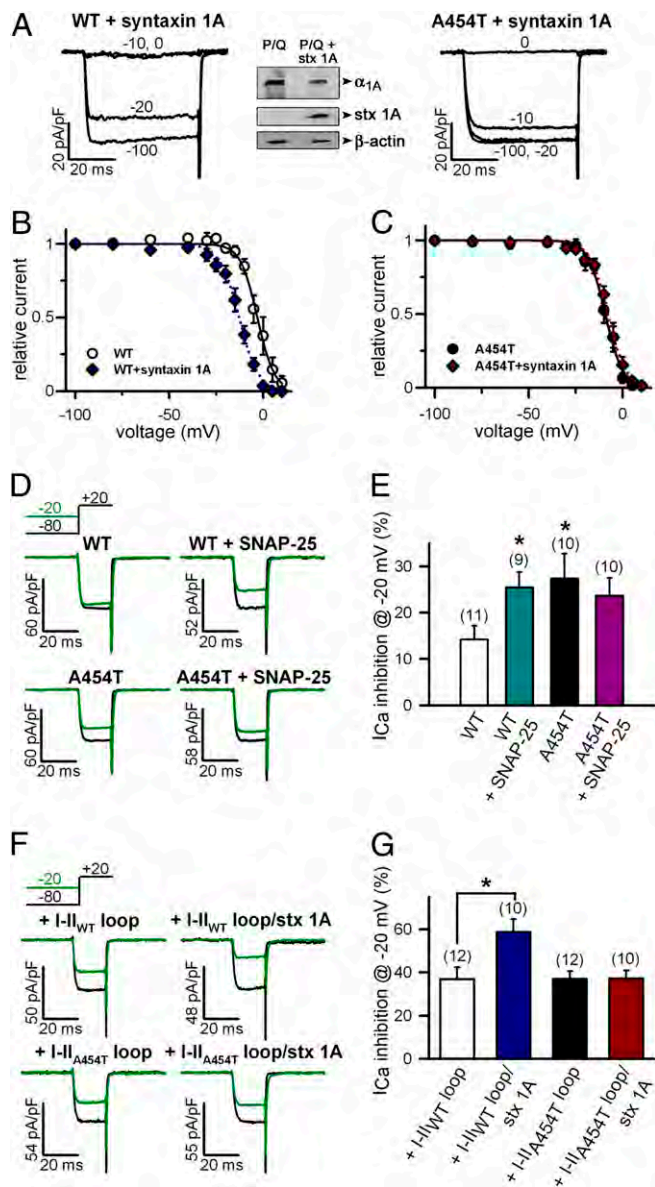 A
WT + syntaxin 1A
-10, 0
-20
-100
20 pA/pF
20 ms
P/Q P/Q + stx 1A
α1A
stx 1A
β-actin
A454T + syntaxin 1A
0
-10
-100, -20
20 pA/pF
20 ms
B
relative current
1
0.5
0
WT
WT+syntaxin 1A
-100 -50 0
voltage (mV)
C
relative current
1
0.5
0
A454T
A454T+syntaxin 1A
-100 -50 0
voltage (mV)
D
-20
-80
+20
WT
60 pA/pF
20 ms
WT + SNAP-25
52 pA/pF
20 ms
A454T
60 pA/pF
20 ms
A454T + SNAP-25
58 pA/pF
20 ms
E
ICa inhibition @ -20 mV (%)
30
20
10
0
(11)
*
(9)
*
(10)
(10)
WT
WT + SNAP-25
A454T
A454T + SNAP-25
F
-20
-80
+20
+ I-IIWT loop
50 pA/pF
20 ms
+ I-IIWT loop/stx 1A
48 pA/pF
20 ms
+ I-IIA454T loop
54 pA/pF
20 ms
+ I-IIA454T loop/stx 1A
55 pA/pF
20 ms
G
ICa inhibition @ -20 mV (%)
60
40
20
0
*
(12)
(10)
(12)
(10)
+ I-IIWT loop
+ I-IIWT loop/ stx 1A
+ I-IIA454T loop
+ I-IIA454T loop/ stx 1A